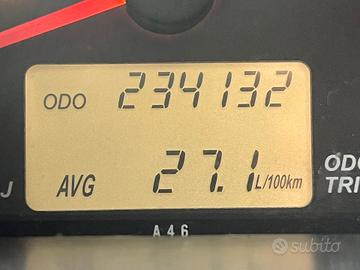 ODO 234132
AVG 27.1 L/100km
ODO
TRI
J
A46
subito